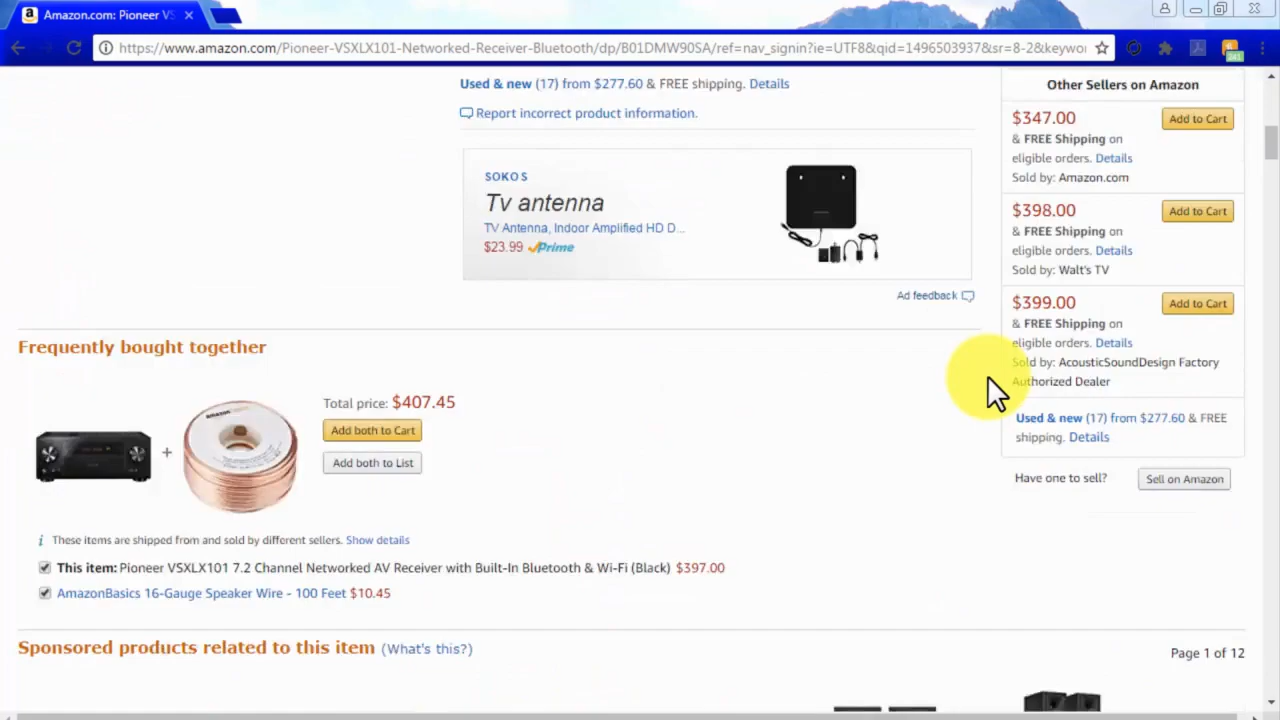 Amazon.com: Pioneer VS
https://www.amazon.com/Pioneer-VSXLX101-Networked-Receiver-Bluetooth/dp/B01DMW90SA/ref=nav_signin?ie=UTF8&qid=1496503937&sr=8-2&keywo
Used & new (17) from $277.60 & FREE shipping. Details
Report incorrect product information.
SOKOS
Tv antenna
TV Antenna, Indoor Amplified HD D...
$23.99 Prime
Ad feedback
Other Sellers on Amazon
$347.00 Add to Cart
& FREE Shipping on
eligible orders. Details
Sold by: Amazon.com
$398.00 Add to Cart
& FREE Shipping on
eligible orders. Details
Sold by: Walt's TV
$399.00 Add to Cart
& FREE Shipping on
eligible orders. Details
Sold by: AcousticSoundDesign Factory
Authorized Dealer
Used & new (17) from $277.60 & FREE
shipping. Details
Have one to sell? Sell on Amazon
Frequently bought together
Total price: $407.45
Add both to Cart
Add both to List
+
i These items are shipped from and sold by different sellers. Show details
This item: Pioneer VSXLX101 7.2 Channel Networked AV Receiver with Built-In Bluetooth & Wi-Fi (Black) $397.00
AmazonBasics 16-Gauge Speaker Wire - 100 Feet $10.45
Sponsored products related to this item (What's this?)
Page 1 of 12